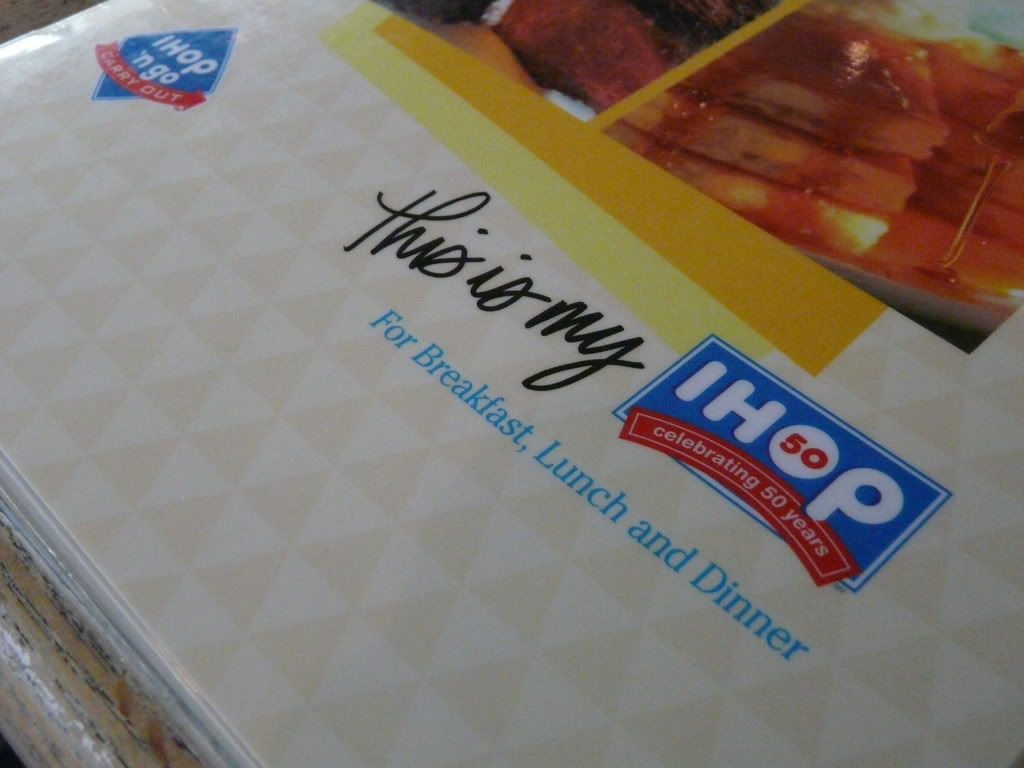 IHOP
'n go
CARRY OUT
this is my
IHOP
50
celebrating 50 years
For Breakfast, Lunch and Dinner